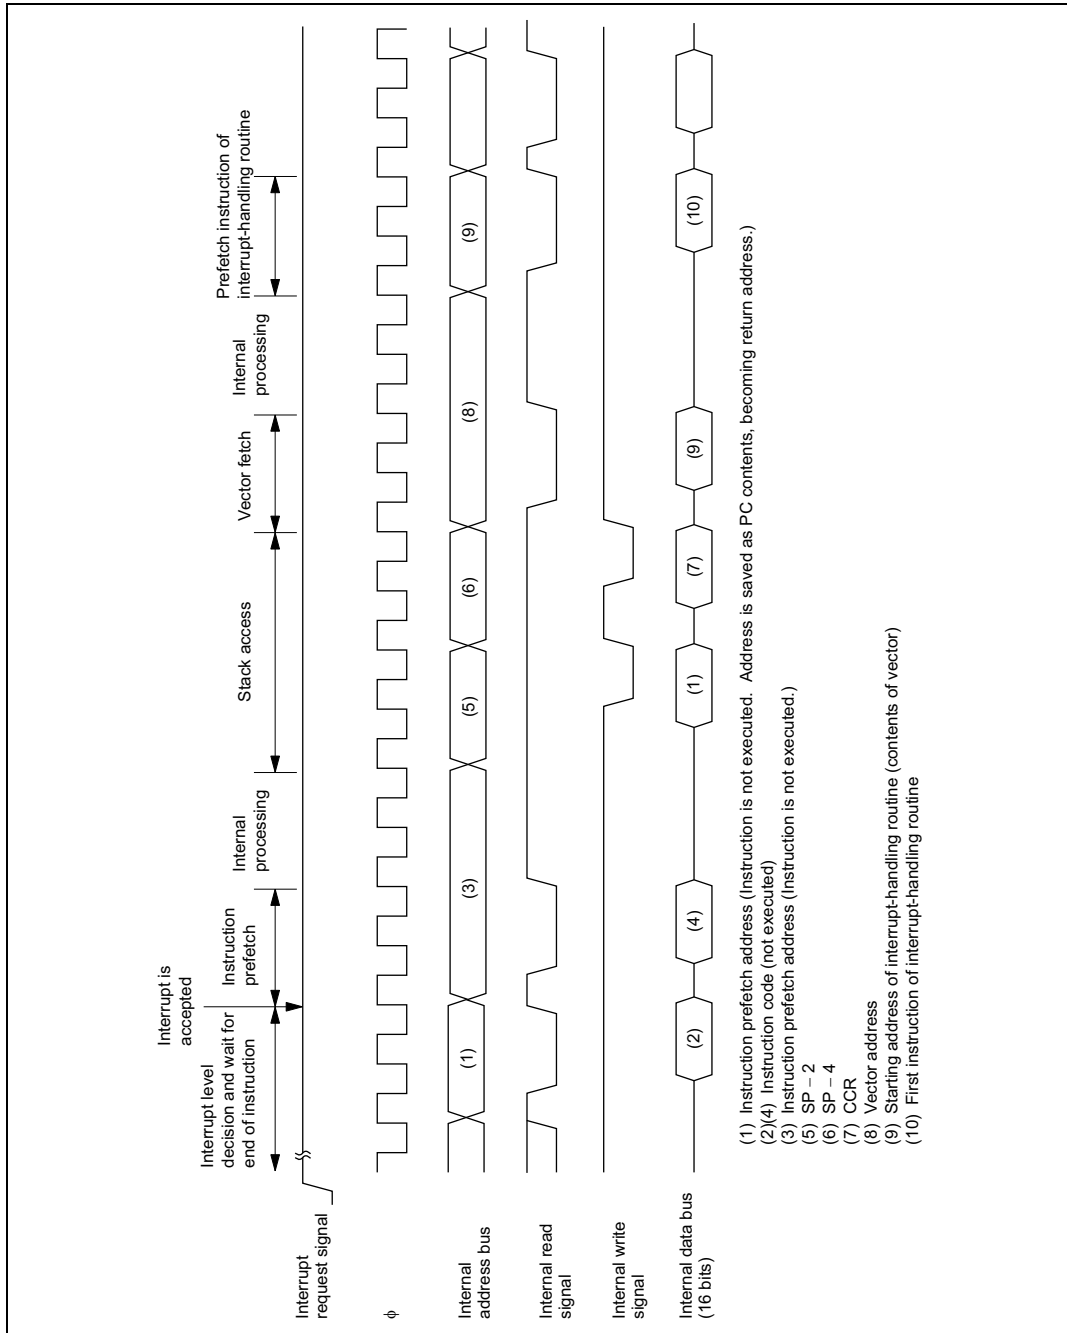 Interrupt is
accepted
Interrupt level
decision and wait for
end of instruction
Instruction
prefetch
Internal
processing
Stack access
Vector fetch
Internal
processing
Prefetch instruction of
interrupt-handling routine
Interrupt
request signal
φ
Internal
address bus
(1)
(3)
(5)
(6)
(8)
(9)
Internal read
signal
Internal write
signal
Internal data bus
(16 bits)
(2)
(4)
(1)
(7)
(9)
(10)
(1) Instruction prefetch address (Instruction is not executed. Address is saved as PC contents, becoming return address.)
(2)(4) Instruction code (not executed)
(3) Instruction prefetch address (Instruction is not executed.)
(5) SP – 2
(6) SP – 4
(7) CCR
(8) Vector address
(9) Starting address of interrupt-handling routine (contents of vector)
(10) First instruction of interrupt-handling routine